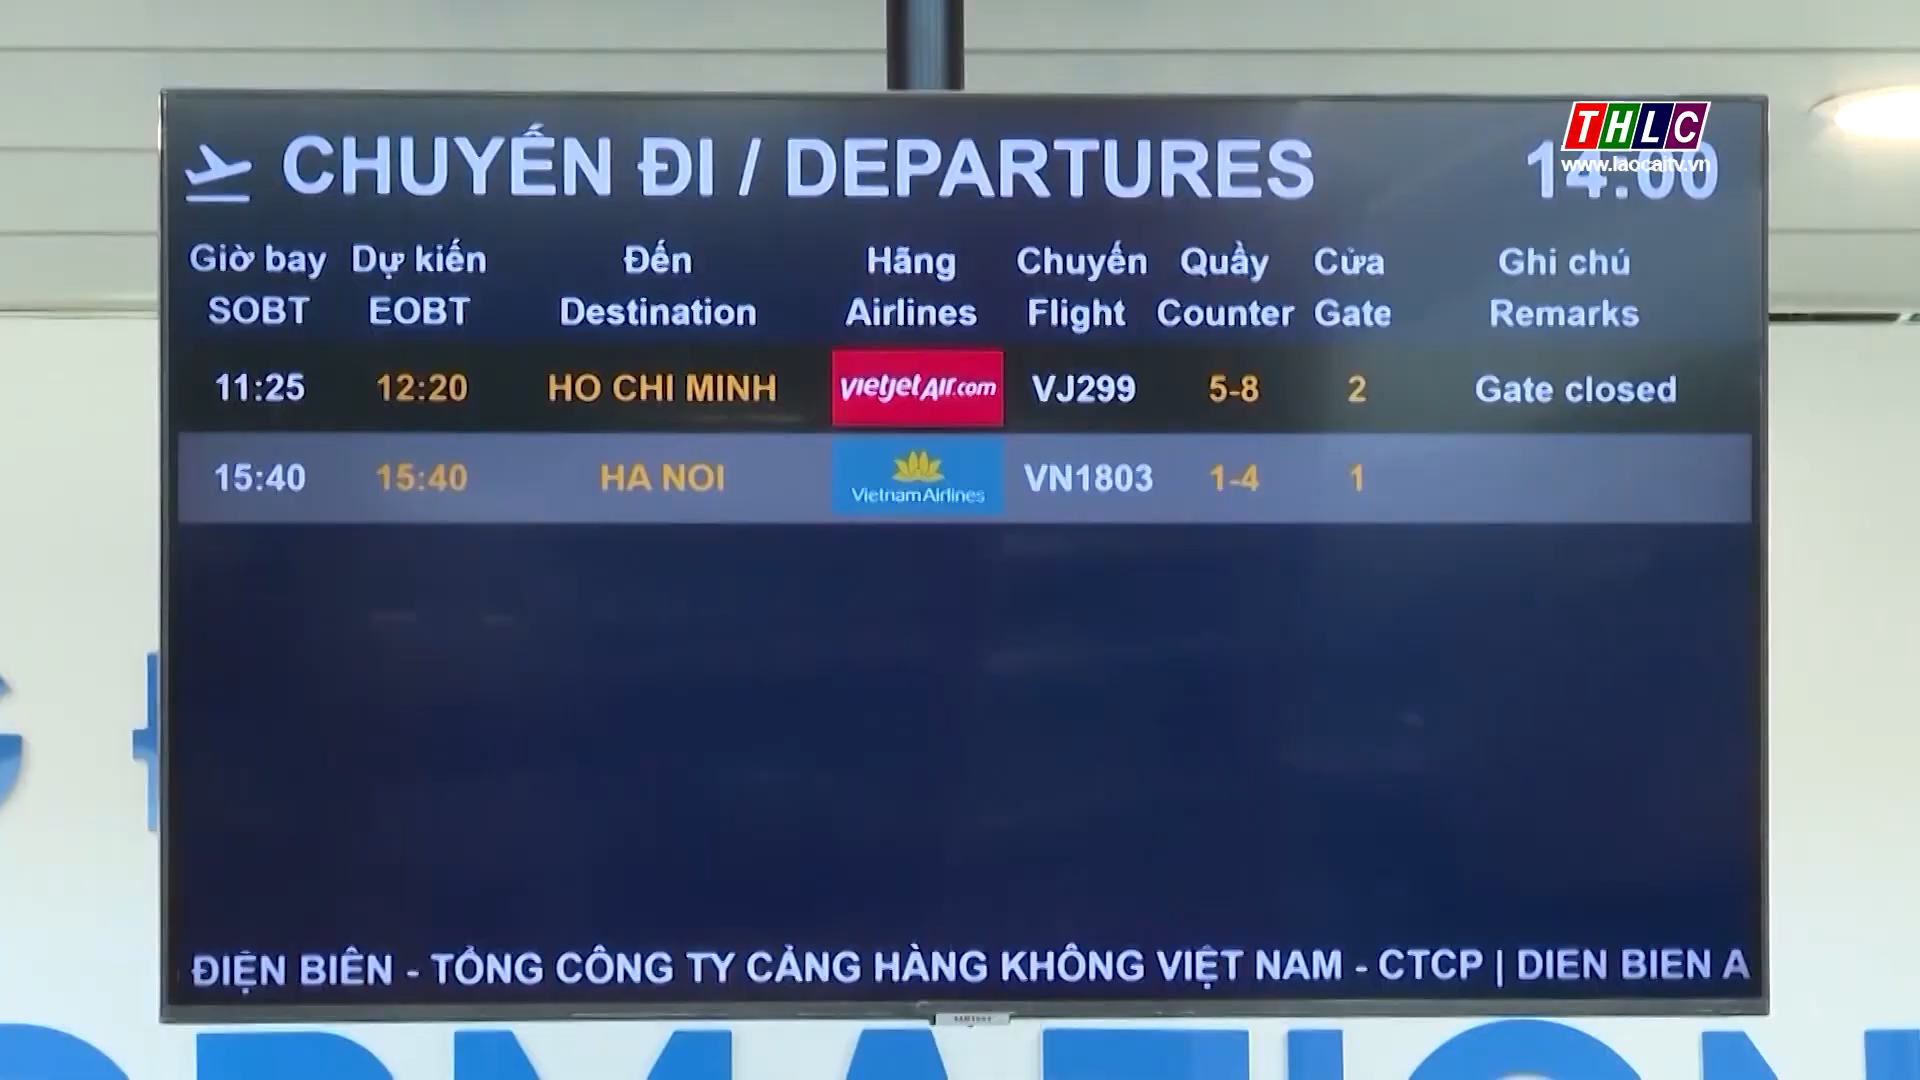 THLC
www.laocaitv.vn
CHUYẾN ĐI / DEPARTURES 14:00
Giờ bay Dự kiến Đến Hãng Chuyến Quầy Cửa Ghi chú
SOBT EOBT Destination Airlines Flight Counter Gate Remarks
11:25 12:20 HO CHI MINH vietjetAir.com VJ299 5-8 2 Gate closed
15:40 15:40 HA NOI Vietnam Airlines VN1803 1-4 1
ĐIỆN BIÊN - TỔNG CÔNG TY CẢNG HÀNG KHÔNG VIỆT NAM - CTCP | DIEN BIEN A